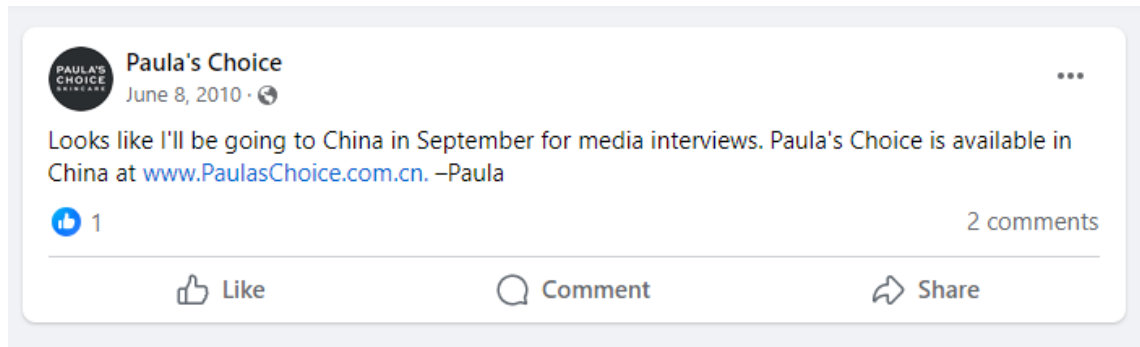 PAULA'S
CHOICE
SKINCARE
Paula's Choice
June 8, 2010 ·
Looks like I'll be going to China in September for media interviews. Paula's Choice is available in
China at www.PaulasChoice.com.cn. –Paula
1
2 comments
Like
Comment
Share